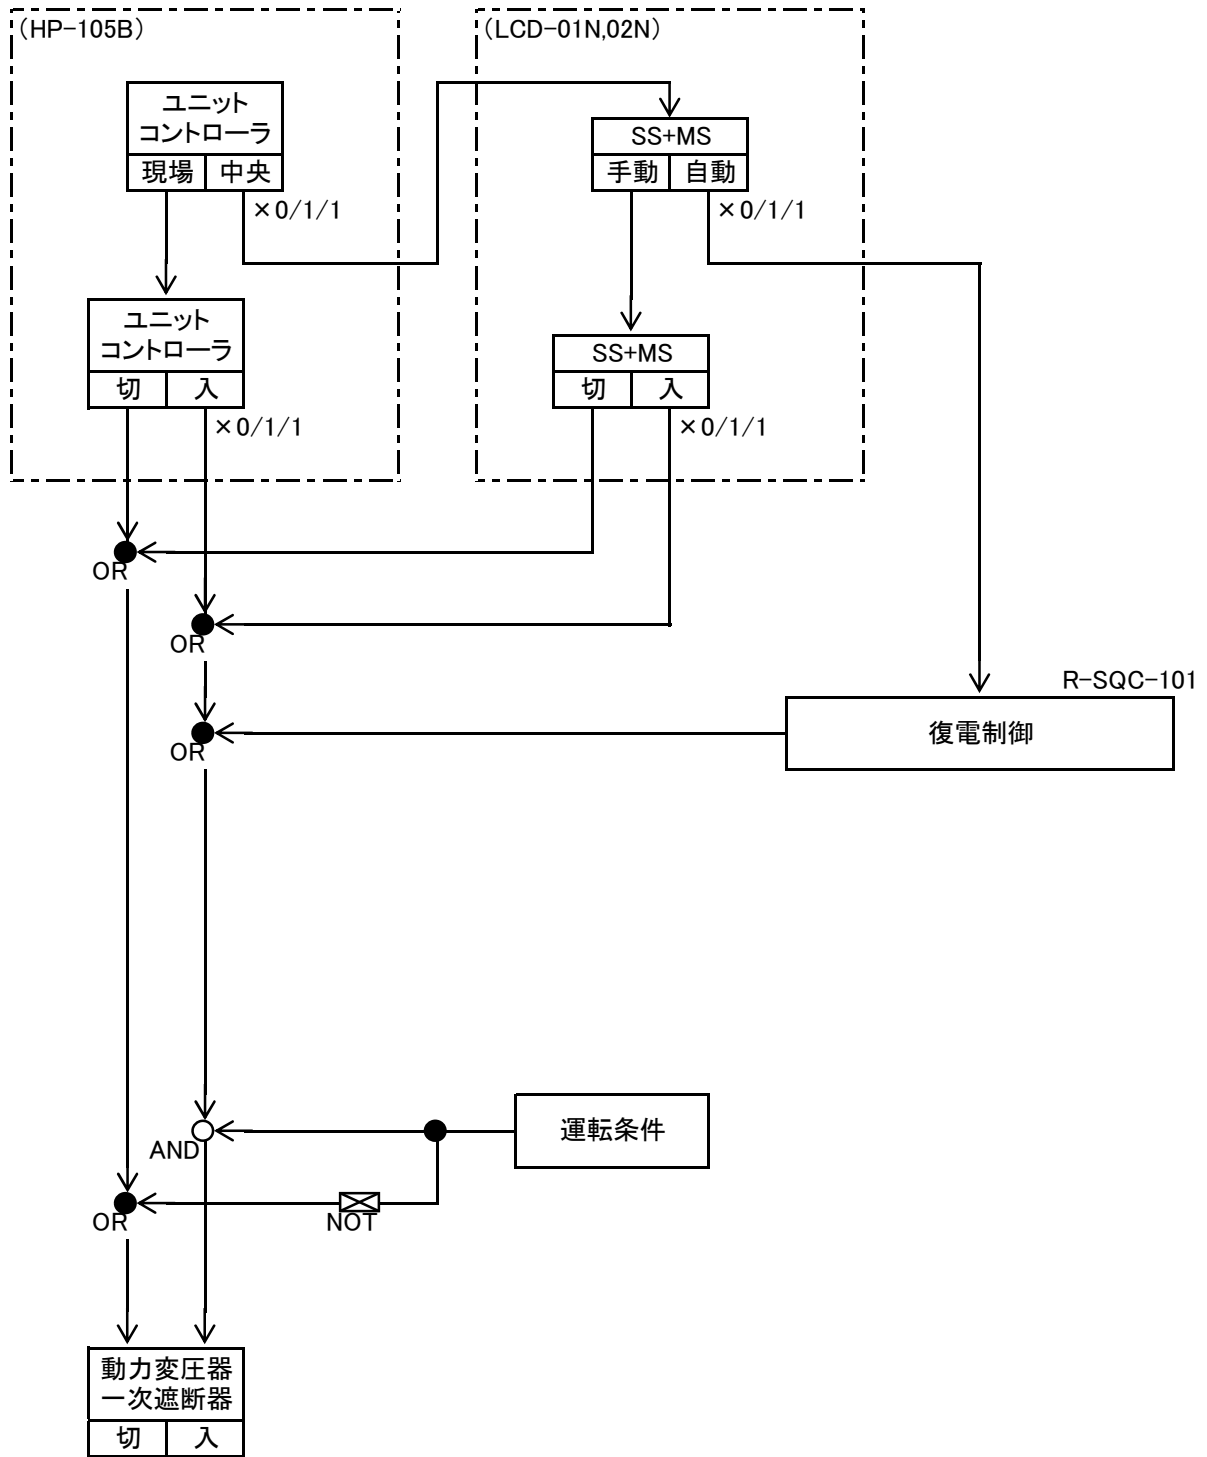 （HP-105B）
（LCD-01N,02N）
ユニット
コントローラ
現場 中央
×0/1/1
SS+MS
手動 自動
×0/1/1
ユニット
コントローラ
切 入
×0/1/1
SS+MS
切 入
×0/1/1
OR
OR
R-SQC-101
復電制御
OR
運転条件
AND
OR
NOT
動力変圧器
一次遮断器
切 入